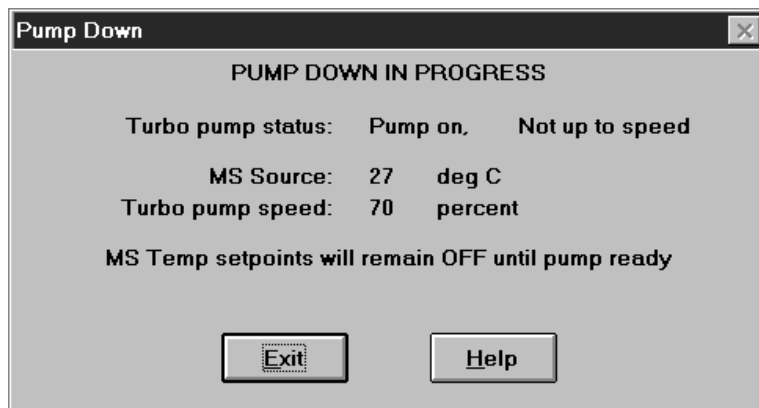 Pump Down
PUMP DOWN IN PROGRESS
Turbo pump status: Pump on, Not up to speed
MS Source: 27 deg C
Turbo pump speed: 70 percent
MS Temp setpoints will remain OFF until pump ready
Exit Help